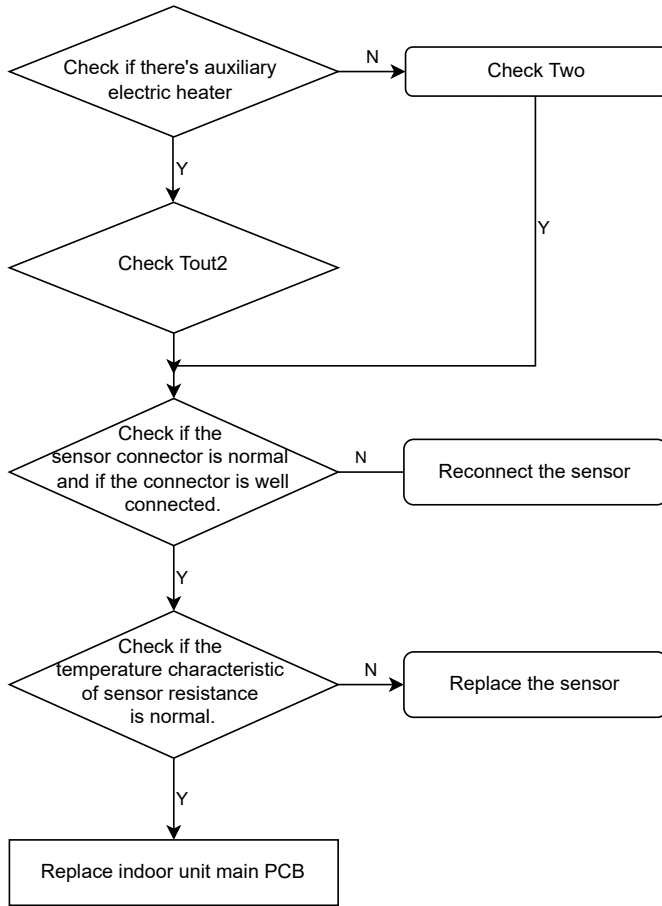 Check if there's auxiliary
electric heater
N
Check Two
Y
Y
Check Tout2
Check if the
sensor connector is normal
and if the connector is well
connected.
N
Reconnect the sensor
Y
Check if the
temperature characteristic
of sensor resistance
is normal.
N
Replace the sensor
Y
Replace indoor unit main PCB